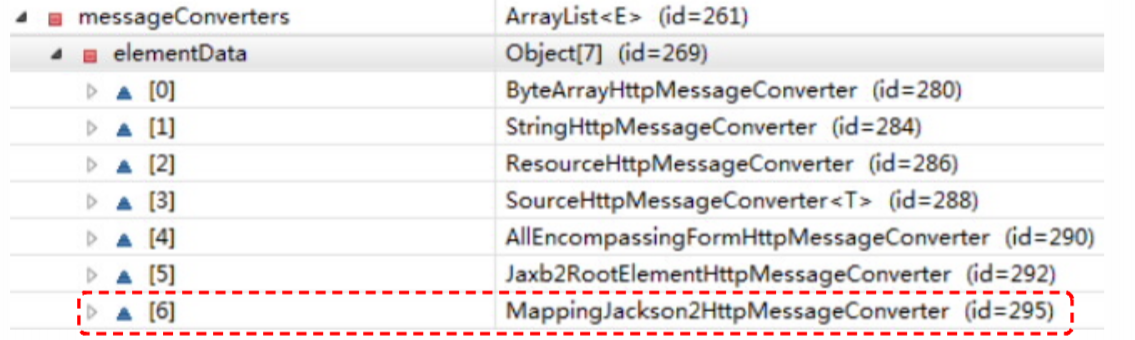 messageConverters ArrayList<E> (id=261)
elementData Object[7] (id=269)
[0] ByteArrayHttpMessageConverter (id=280)
[1] StringHttpMessageConverter (id=284)
[2] ResourceHttpMessageConverter (id=286)
[3] SourceHttpMessageConverter<T> (id=288)
[4] AllEncompassingFormHttpMessageConverter (id=290)
[5] Jaxb2RootElementHttpMessageConverter (id=292)
[6] MappingJackson2HttpMessageConverter (id=295)